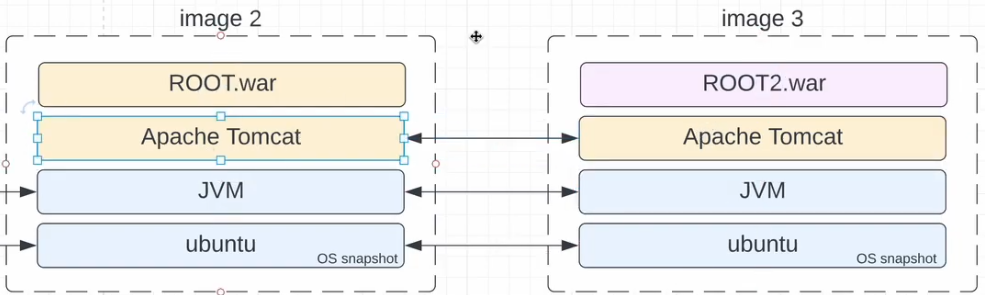 image 2
ROOT.war
Apache Tomcat
JVM
ubuntu
OS snapshot
image 3
ROOT2.war
Apache Tomcat
JVM
ubuntu
OS snapshot